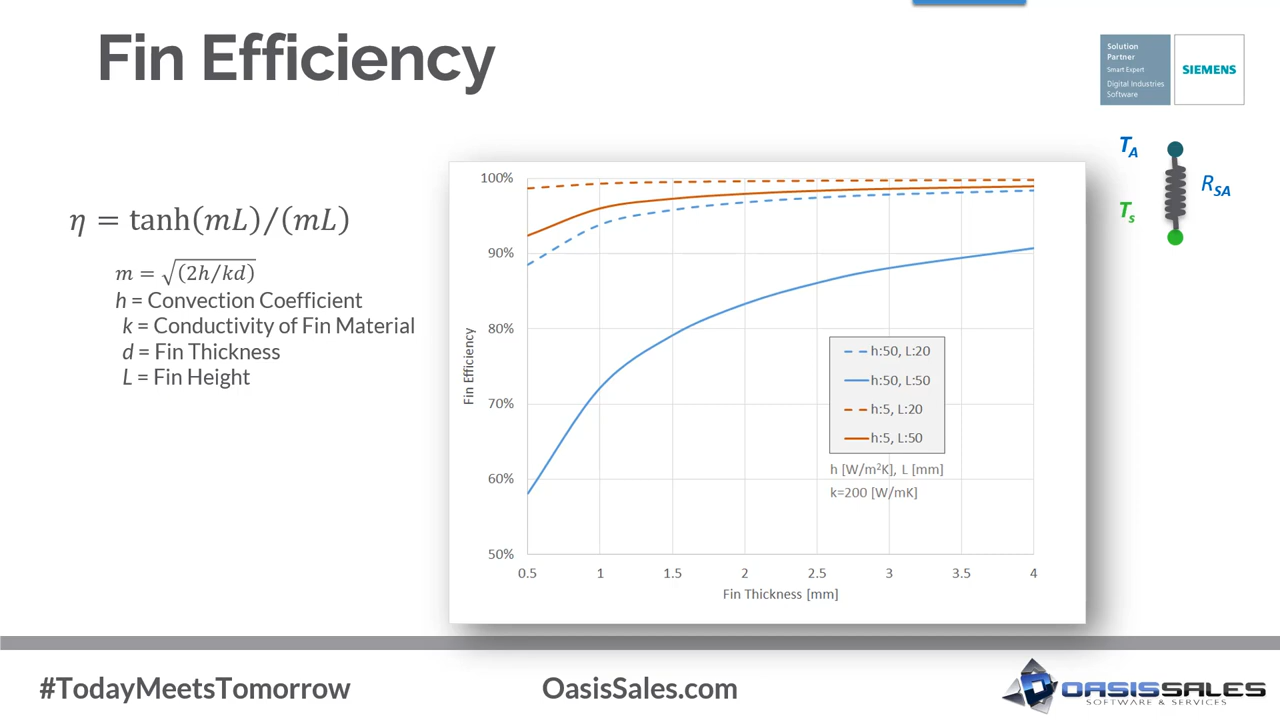 Fin Efficiency
Solution
Partner
Smart Expert
Digital Industries
Software
SIEMENS
T_A
R_SA
T_s
η = tanh(mL)/(mL)
m = √(2h/kd)
h = Convection Coefficient
k = Conductivity of Fin Material
d = Fin Thickness
L = Fin Height
100%
90%
80%
70%
60%
50%
Fin Efficiency
h:50, L:20
h:50, L:50
h:5, L:20
h:5, L:50
h [W/m²K], L [mm]
k=200 [W/mK]
0.5 1 1.5 2 2.5 3 3.5 4
Fin Thickness [mm]
#TodayMeetsTomorrow
OasisSales.com
OASISSALES
SOFTWARE & SERVICES